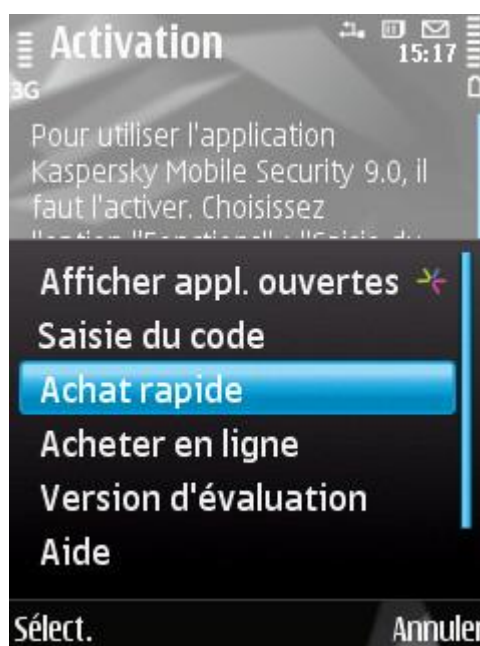 Activation
15:17
3G
Pour utiliser l'application
Kaspersky Mobile Security 9.0, il
faut l'activer. Choisissez
Afficher appl. ouvertes
Saisie du code
Achat rapide
Acheter en ligne
Version d'évaluation
Aide
Sélect.
Annuler